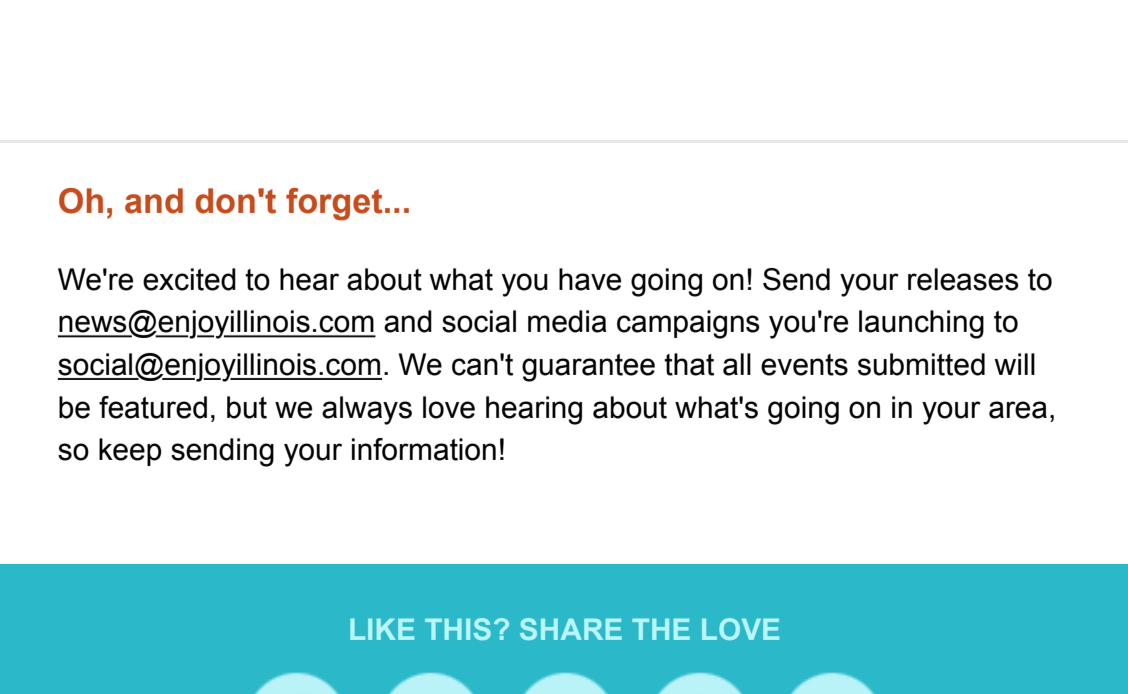 Oh, and don't forget...
We're excited to hear about what you have going on! Send your releases to
news@enjoyillinois.com and social media campaigns you're launching to
social@enjoyillinois.com. We can't guarantee that all events submitted will
be featured, but we always love hearing about what's going on in your area,
so keep sending your information!
LIKE THIS? SHARE THE LOVE